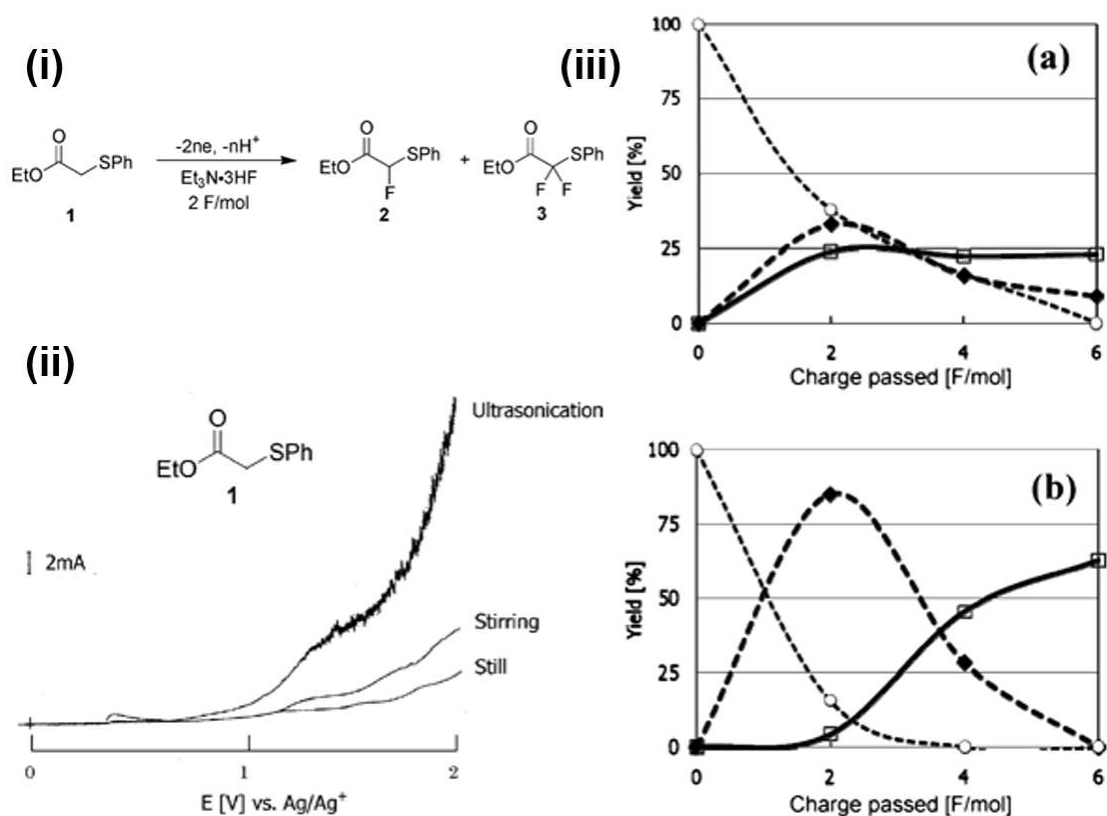 (i)
O
EtO
SPh
1
-2ne, -nH⁺
Et₃N•3HF
2 F/mol
O
EtO
SPh
F
2
+
O
EtO
SPh
F F
3
(ii)
O
EtO
SPh
1
2mA
Ultrasonication
Stirring
Still
0 1 2
E [V] vs. Ag/Ag⁺
(iii)
(a)
100
75
50
25
0
Yield [%]
0 2 4 6
Charge passed [F/mol]
(b)
100
75
50
25
0
Yield [%]
0 2 4 6
Charge passed [F/mol]